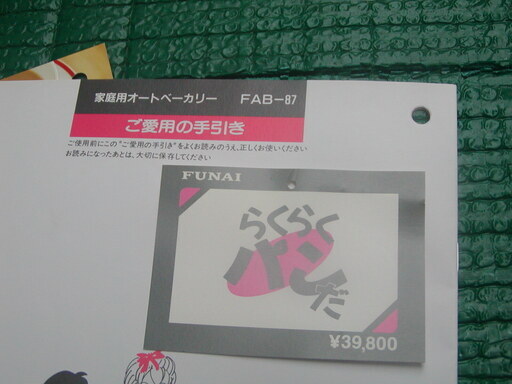 家庭用オートベーカリー FAB-87
ご愛用の手引き
ご使用前にこの"ご愛用の手引き"をよくお読みのうえ、正しくお使いください
お読みになったあとは、大切に保存してください
FUNAI
らくらく
パンだ
¥39,800